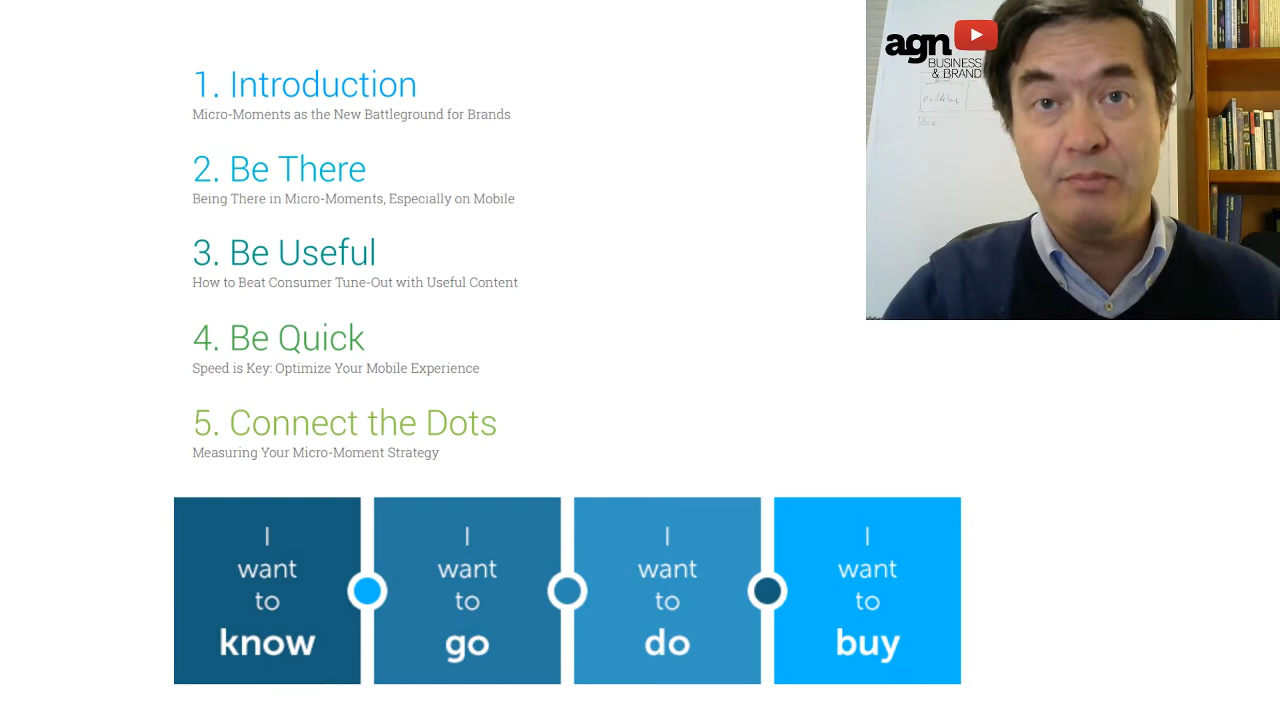 1. Introduction
Micro-Moments as the New Battleground for Brands
2. Be There
Being There in Micro-Moments, Especially on Mobile
3. Be Useful
How to Beat Consumer Tune-Out with Useful Content
4. Be Quick
Speed is Key: Optimize Your Mobile Experience
5. Connect the Dots
Measuring Your Micro-Moment Strategy
I
want
to
know
I
want
to
go
I
want
to
do
I
want
to
buy
agn
BUSINESS
& BRAND